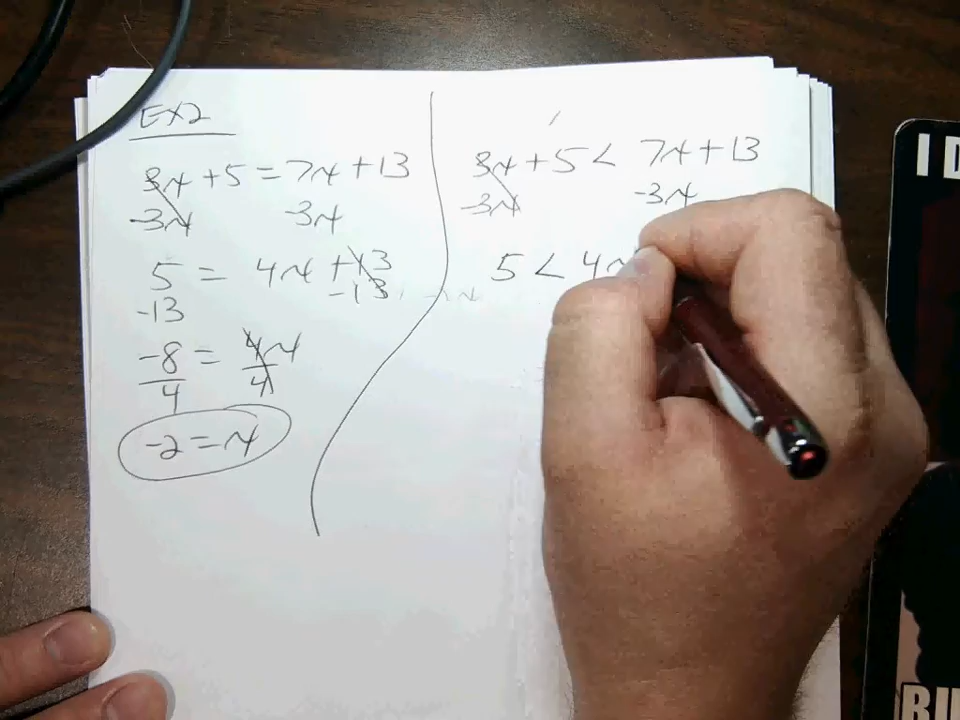 EX2
3x + 5 = 7x + 13
-3x -3x
5 = 4x + 13
-13 -13
-8 = 4x
4 4
-2 = x
3x + 5 < 7x + 13
-3x -3x
5 < 4x
I D
BU